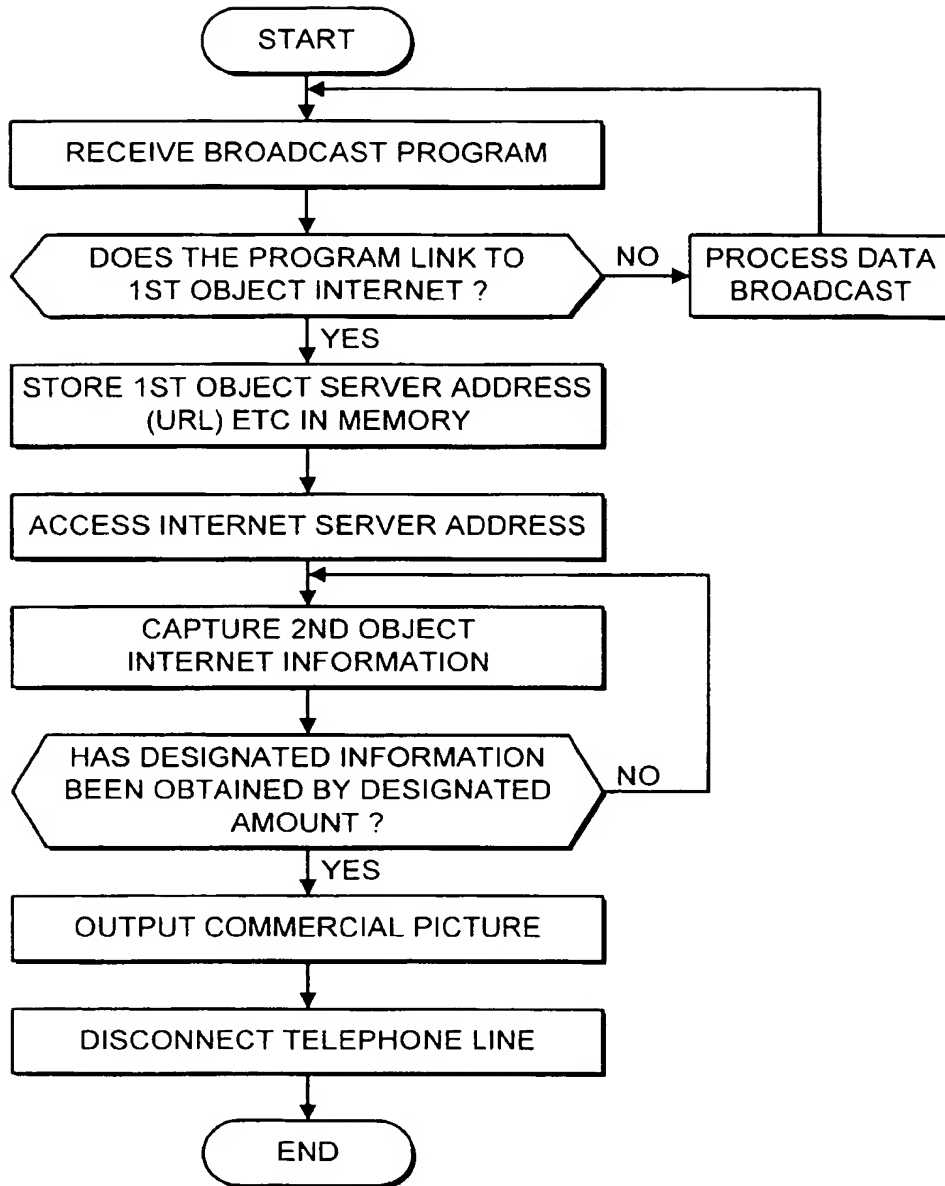 START
RECEIVE BROADCAST PROGRAM
DOES THE PROGRAM LINK TO
1ST OBJECT INTERNET ?
NO
PROCESS DATA
BROADCAST
YES
STORE 1ST OBJECT SERVER ADDRESS
(URL) ETC IN MEMORY
ACCESS INTERNET SERVER ADDRESS
CAPTURE 2ND OBJECT
INTERNET INFORMATION
HAS DESIGNATED INFORMATION
BEEN OBTAINED BY DESIGNATED
AMOUNT ?
NO
YES
OUTPUT COMMERCIAL PICTURE
DISCONNECT TELEPHONE LINE
END